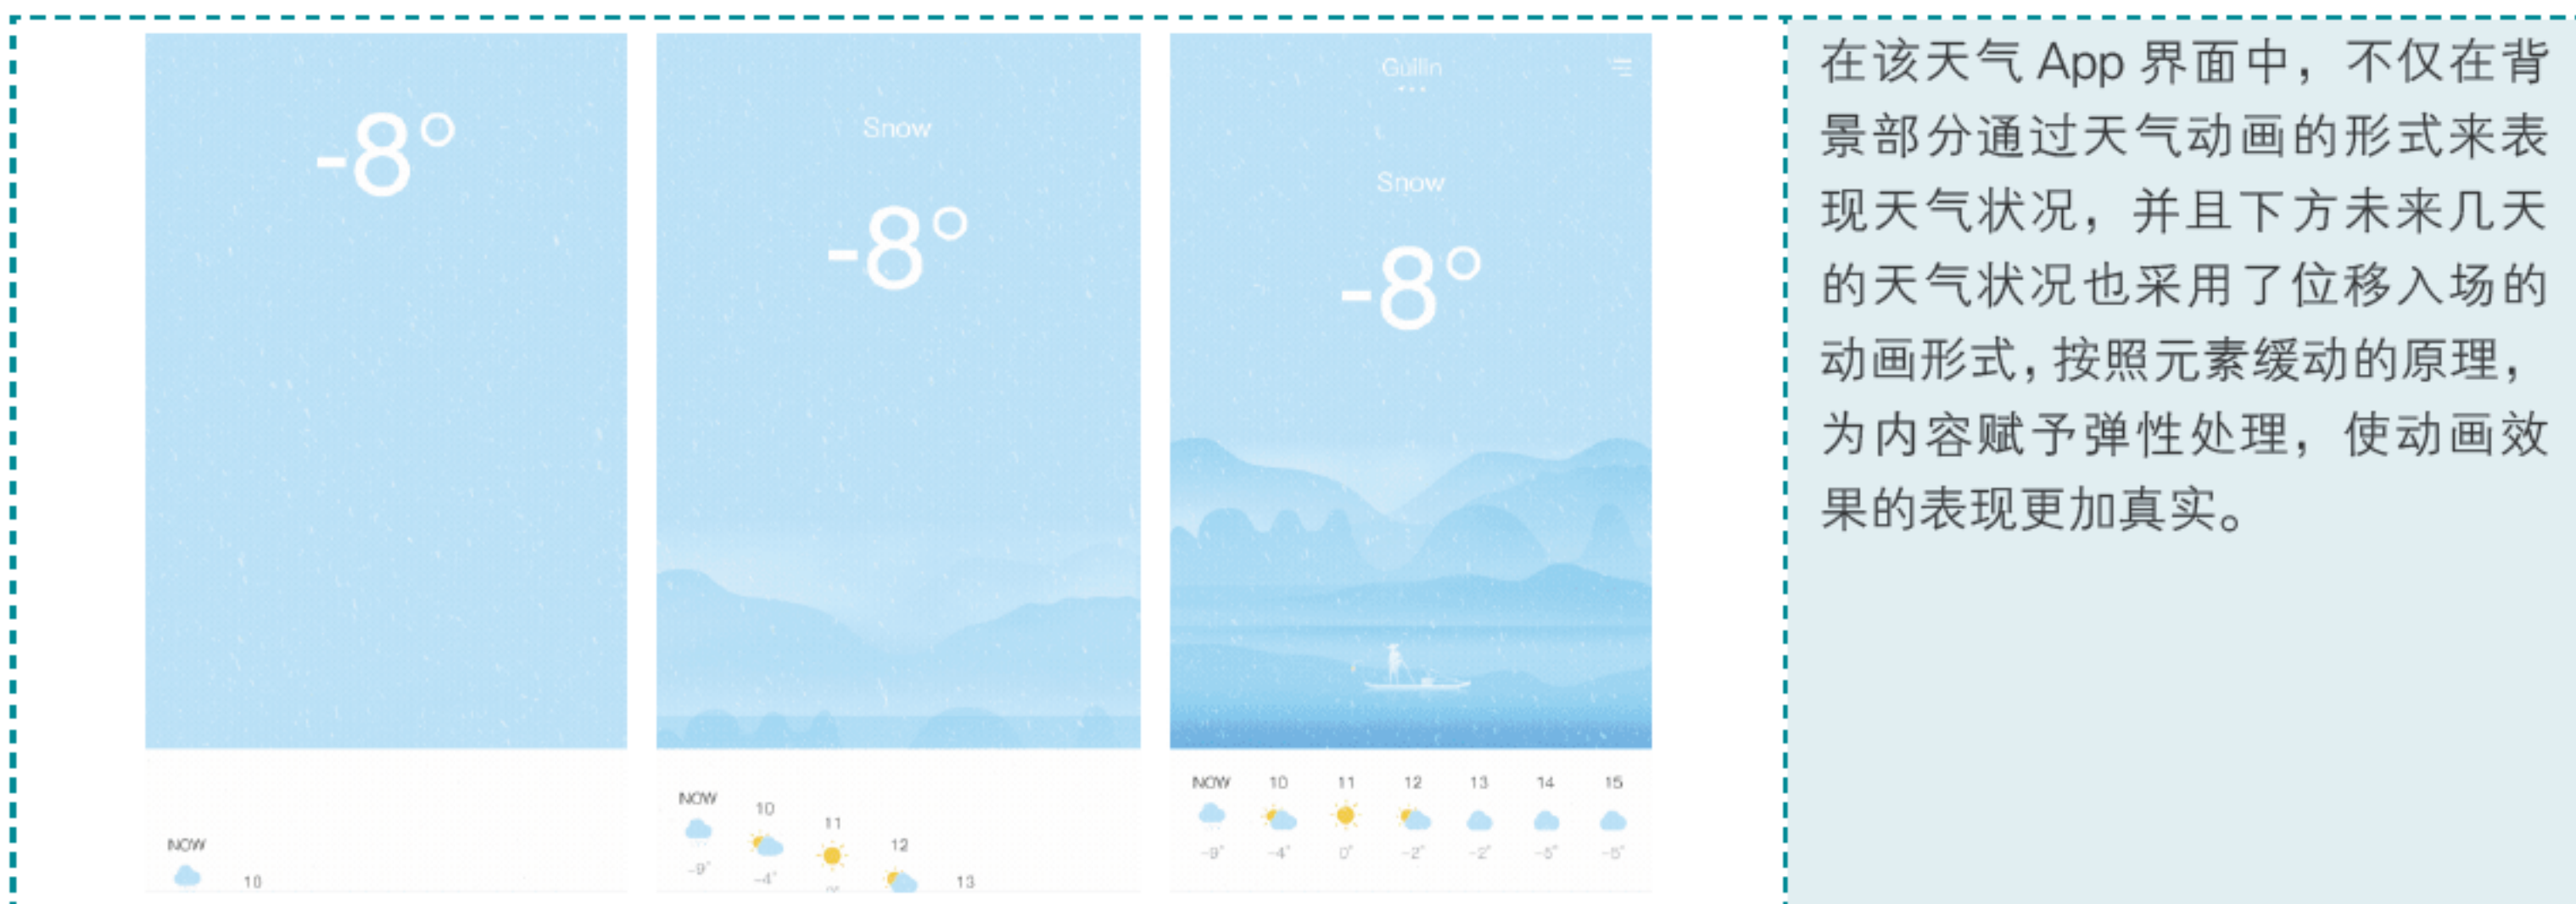 -8°
NOW
10
Snow
-8°
NOW
10
11
12
13
-9°
-4°
Guilin
Snow
-8°
NOW 10 11 12 13 14 15
-9° -4° 0° -2° -2° -5° -5°
在该天气 App 界面中，不仅在背
景部分通过天气动画的形式来表
现天气状况，并且下方未来几天
的天气状况也采用了位移入场的
动画形式，按照元素缓动的原理，
为内容赋予弹性处理，使动画效
果的表现更加真实。